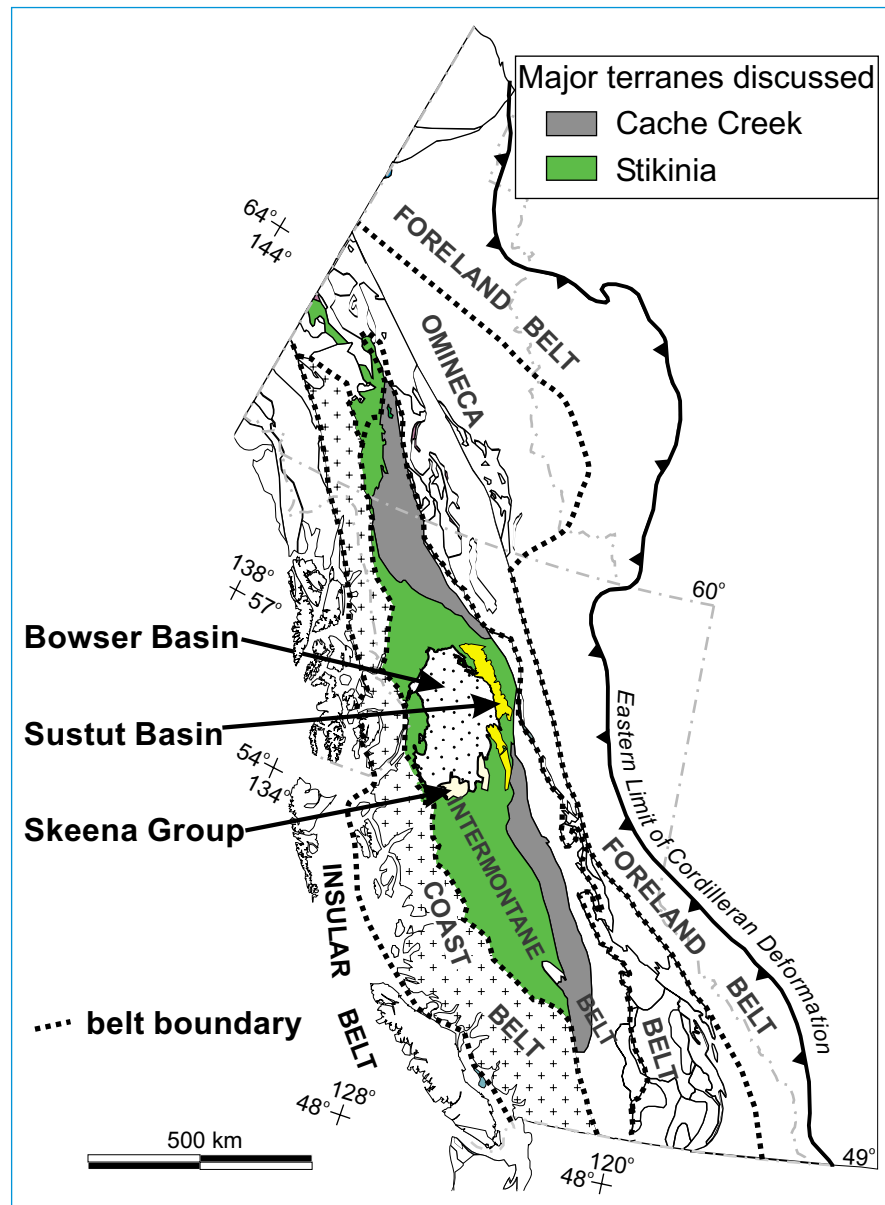 Major terranes discussed
Cache Creek
Stikinia
64°
144°
FORELAND BELT
OMINECA
138°
57°
60°
Bowser Basin
Sustut Basin
54°
134°
Skeena Group
INTERMONTANE BELT
Eastern Limit of Cordilleran Deformation
FORELAND BELT
INSULAR BELT
COAST BELT
BELT
belt boundary
128°
48°
500 km
120°
48°
49°